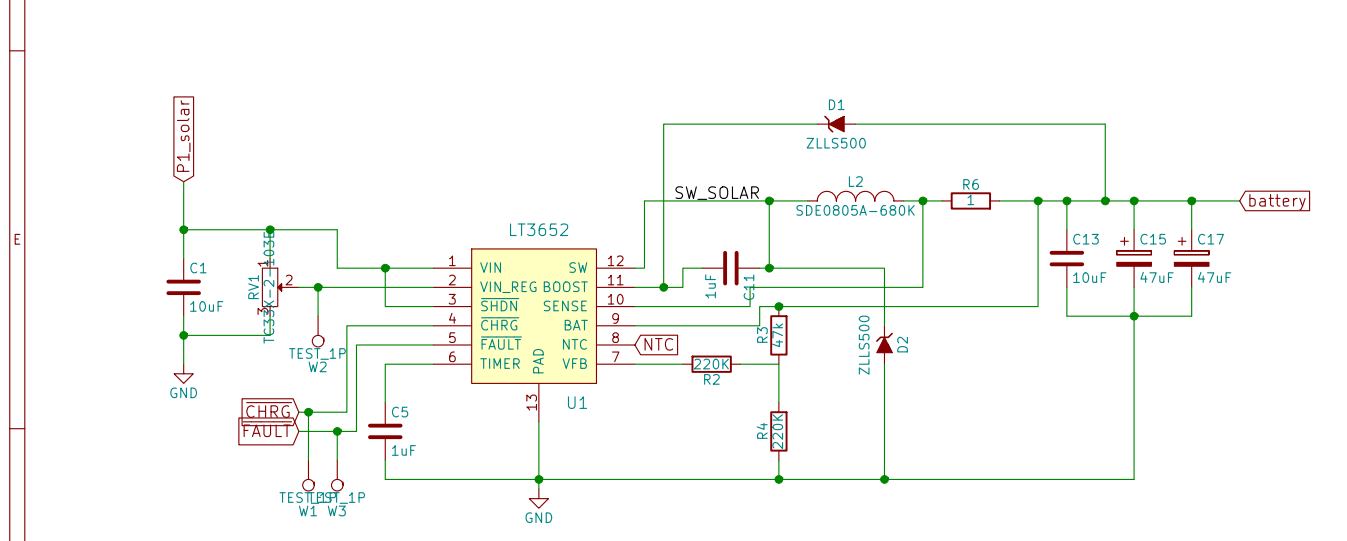 E
P1_solar
C1
10uF
RV1
TC33X-2-103E
1
2
3
TEST_1P
W2
GND
CHRG
FAULT
TEST_1P
W1
TEST_1P
W3
C5
1uF
LT3652
1 VIN
2 VIN_REG
3 SHDN
4 CHRG
5 FAULT
6 TIMER
SW 12
BOOST 11
SENSE 10
BAT 9
NTC 8
VFB 7
PAD
13
U1
GND
NTC
SW_SOLAR
D1
ZLLS500
L2
SDE0805A-680K
R6
1
1uF
C11
R3
47k
220K
R2
R4
220K
ZLLS500
D2
C13
10uF
+ C15
47uF
+ C17
47uF
battery